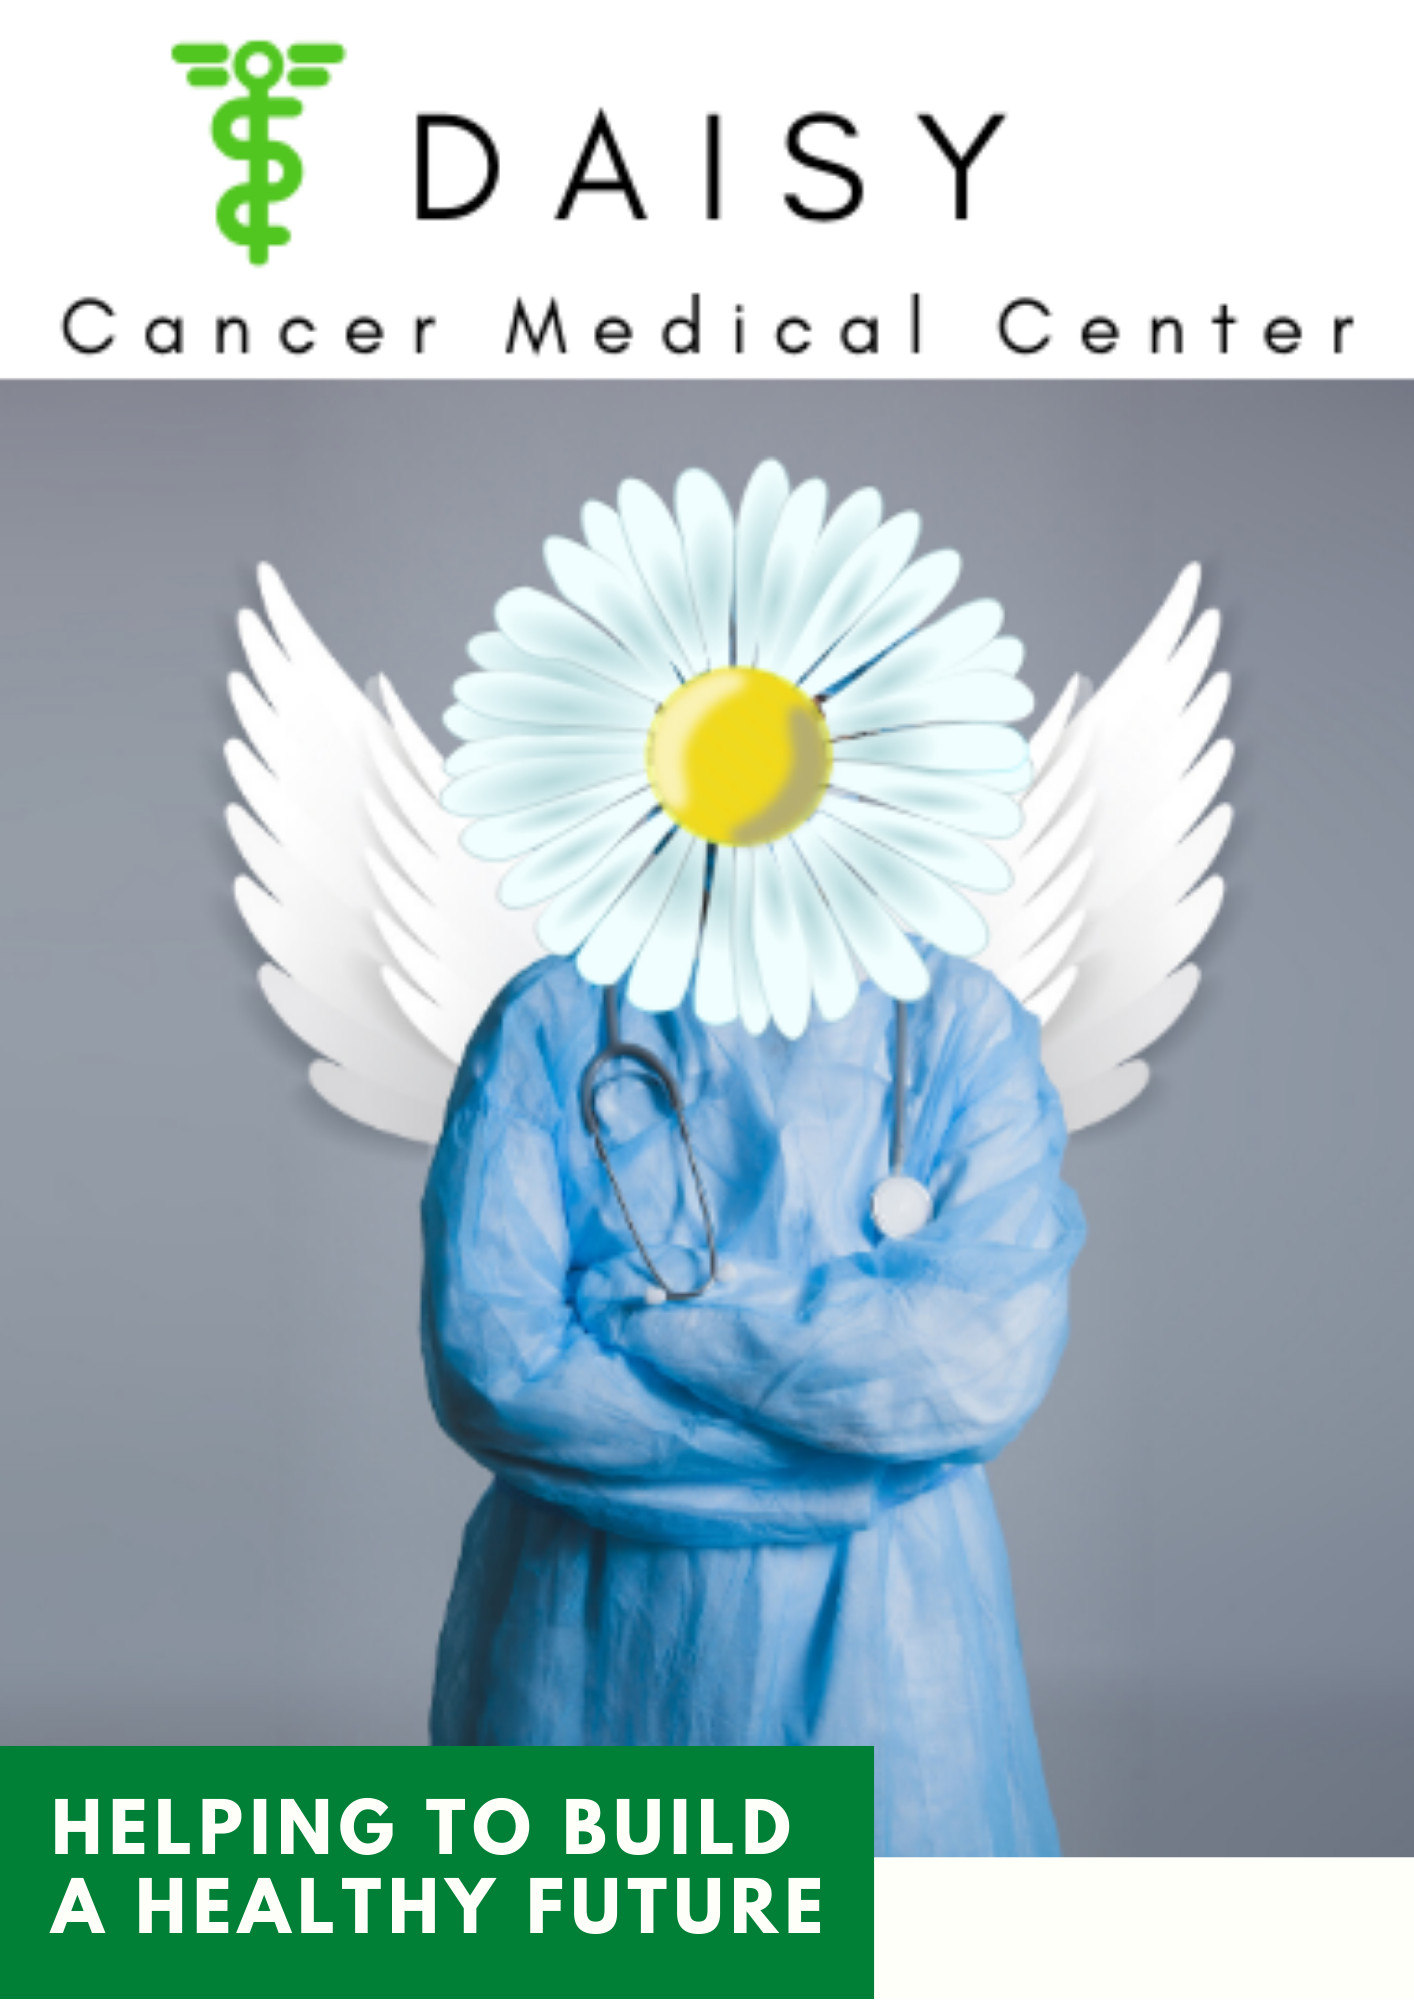 DAISY
Cancer Medical Center
HELPING TO BUILD
A HEALTHY FUTURE